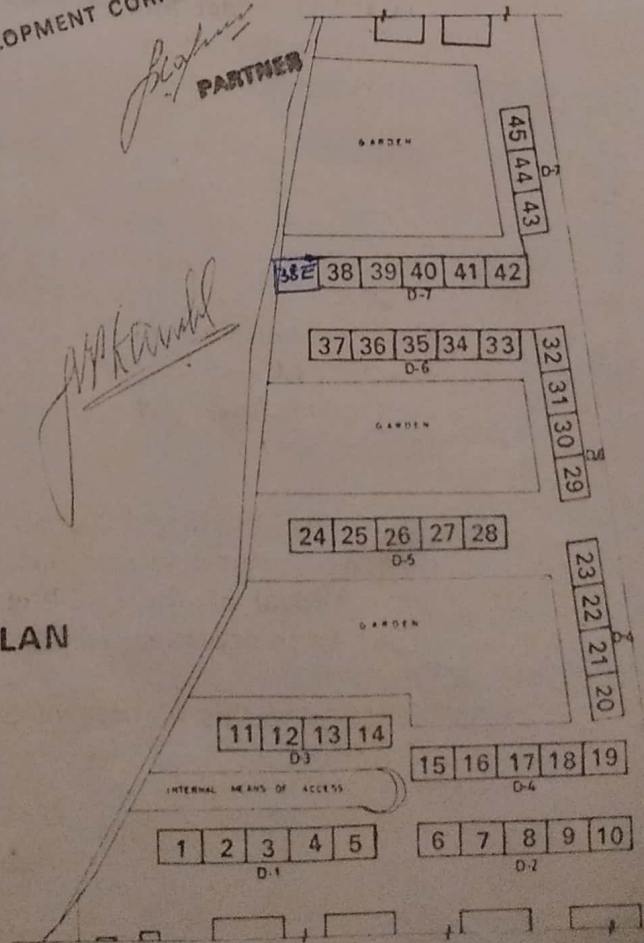 OPMENT COR
PARTNER
GARDEN
45
44
43
D-7
38E 38 39 40 41 42
D-7
37 36 35 34 33
D-6
32
31
30
29
GARDEN
24 25 26 27 28
D-5
23
22
21
20
GARDEN
LAN
11 12 13 14
D-3
15 16 17 18 19
D-4
INTERNAL MEANS OF ACCESS
1 2 3 4 5
D-1
6 7 8 9 10
D-2